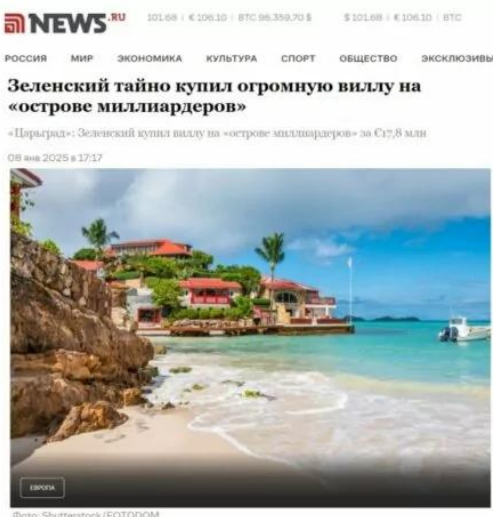 NEWS.RU
101.68 | € 106.10 | BTC 96,359,70 $ $ 101.68 | € 106.10 | BTC
РОССИЯ МИР ЭКОНОМИКА КУЛЬТУРА СПОРТ ОБЩЕСТВО ЭКСКЛЮЗИВЫ
Зеленский тайно купил огромную виллу на
«острове миллиардеров»
«Царьград»: Зеленский купил виллу на «острове миллиардеров» за €17,8 млн
08 янв 2025 в 17:17
ЕВРОПА
Фото: Shutterstock/FOTODOM